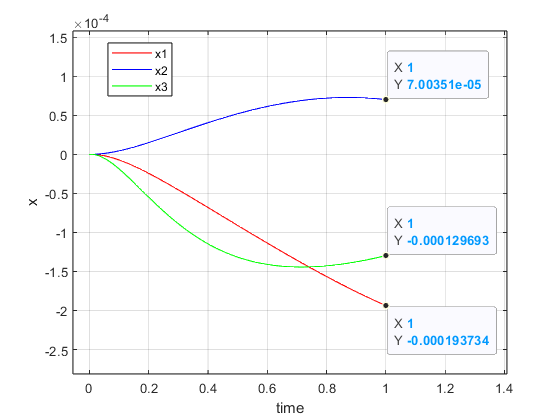 ×10-4
1.5
1
0.5
0
-0.5
-1
-1.5
-2
-2.5
x
x1
x2
x3
X 1
Y 7.00351e-05
X 1
Y -0.000129693
X 1
Y -0.000193734
0 0.2 0.4 0.6 0.8 1 1.2 1.4
time